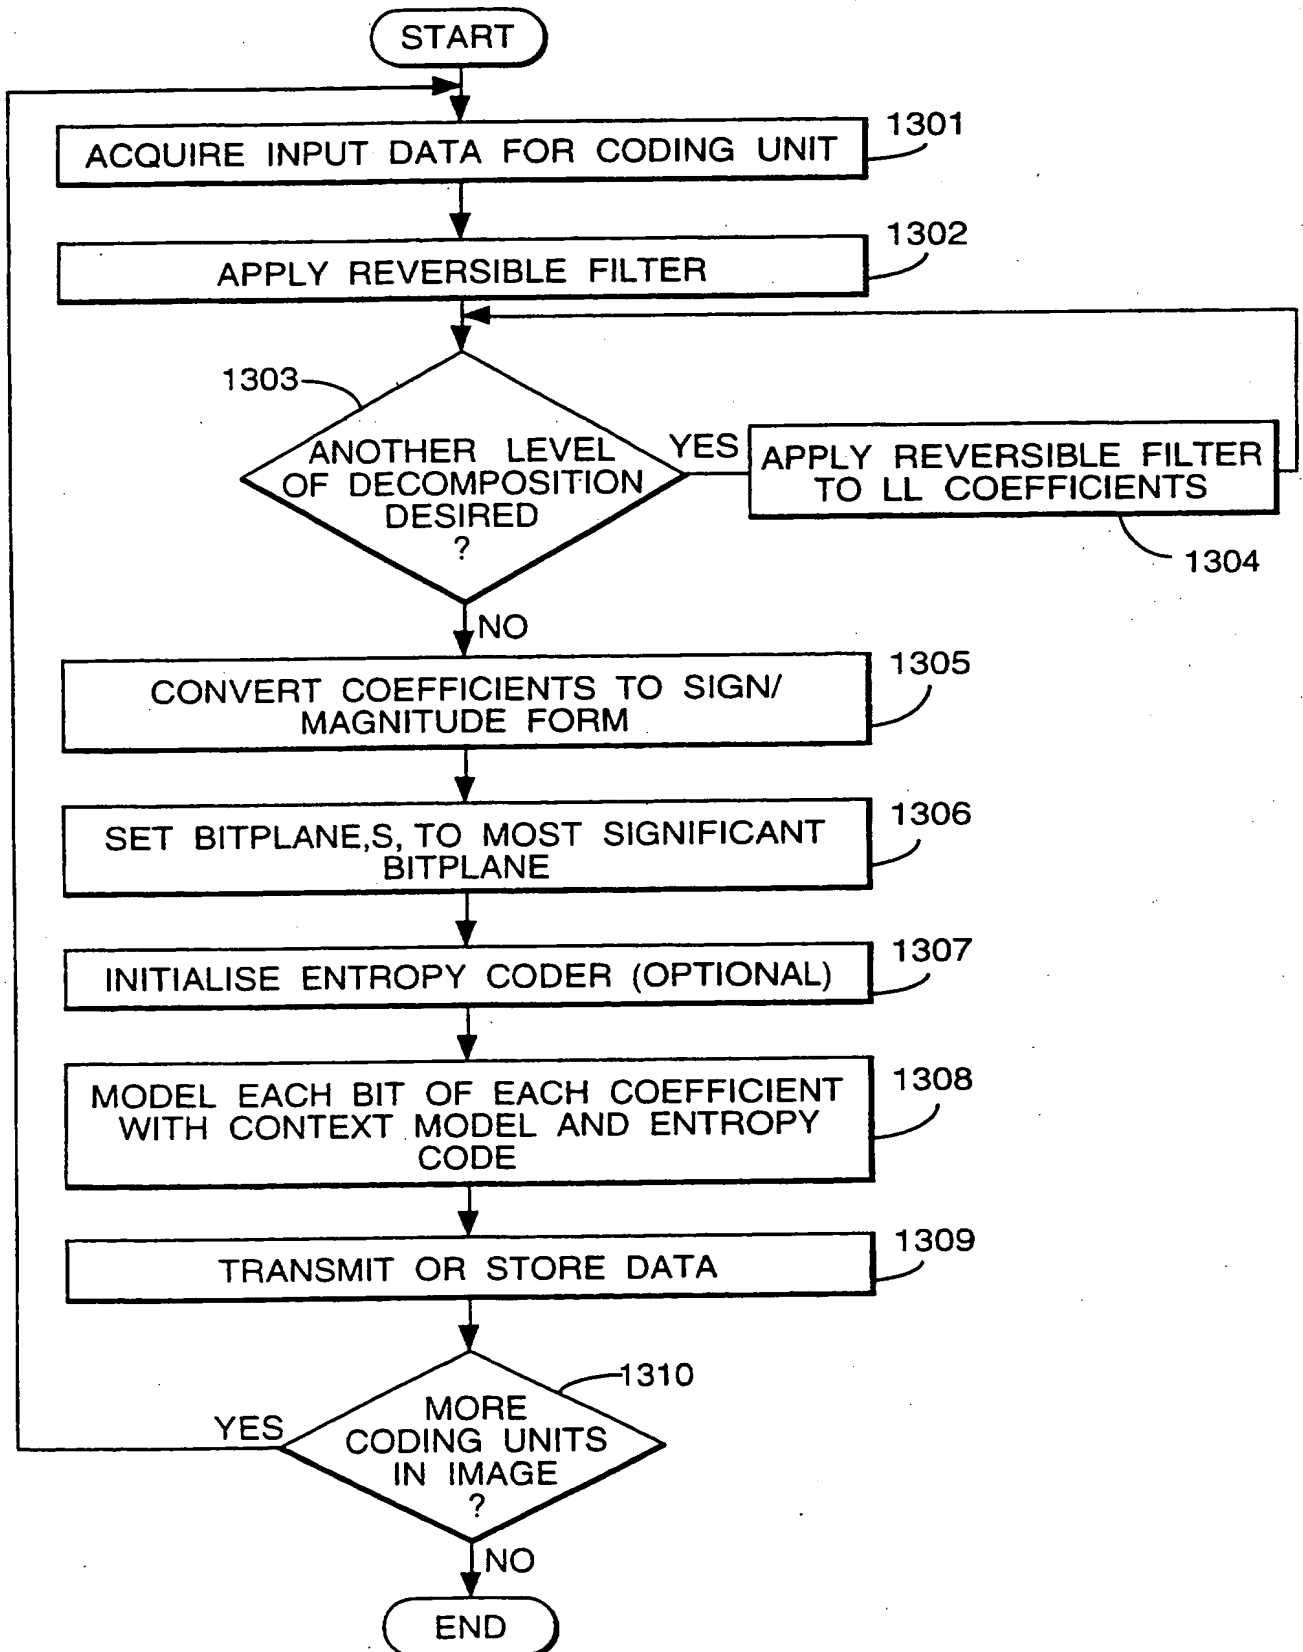 START
1301
ACQUIRE INPUT DATA FOR CODING UNIT
1302
APPLY REVERSIBLE FILTER
1303
ANOTHER LEVEL
OF DECOMPOSITION
DESIRED
?
YES
APPLY REVERSIBLE FILTER
TO LL COEFFICIENTS
1304
NO
1305
CONVERT COEFFICIENTS TO SIGN/
MAGNITUDE FORM
1306
SET BITPLANE,S, TO MOST SIGNIFICANT
BITPLANE
1307
INITIALISE ENTROPY CODER (OPTIONAL)
1308
MODEL EACH BIT OF EACH COEFFICIENT
WITH CONTEXT MODEL AND ENTROPY
CODE
1309
TRANSMIT OR STORE DATA
1310
YES
MORE
CODING UNITS
IN IMAGE
?
NO
END